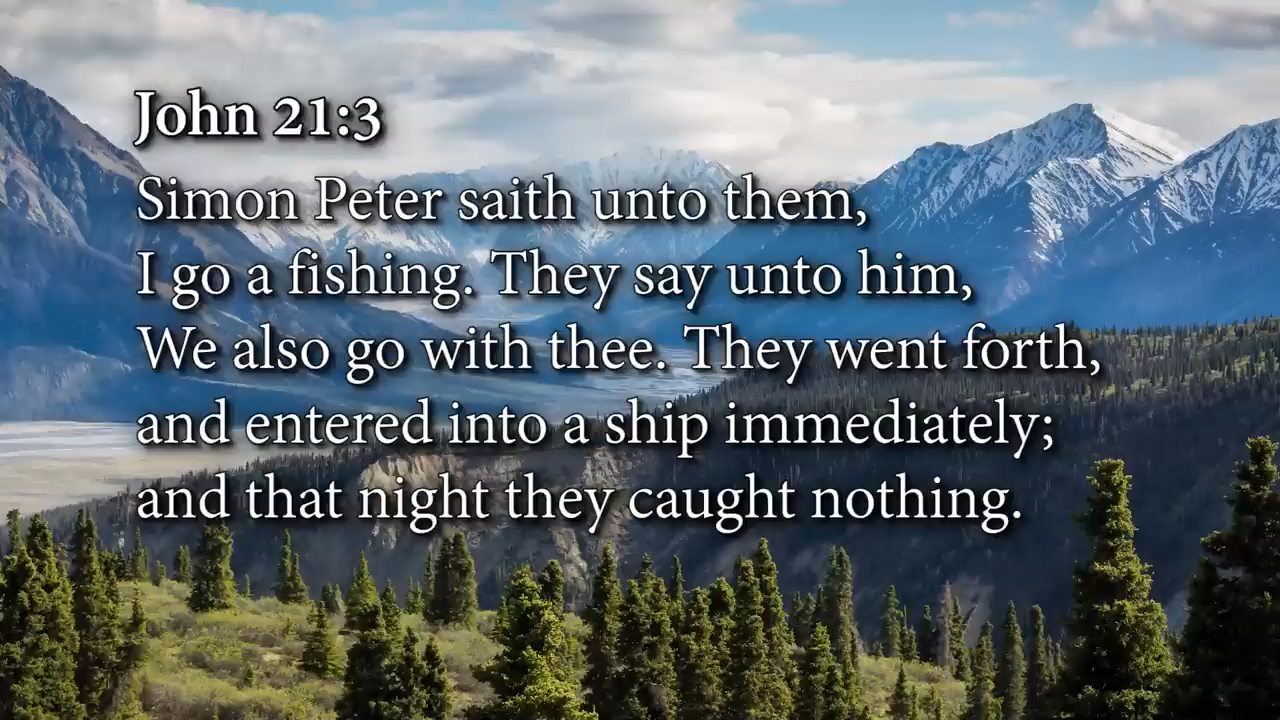 John 21:3
Simon Peter saith unto them,
I go a fishing. They say unto him,
We also go with thee. They went forth,
and entered into a ship immediately;
and that night they caught nothing.